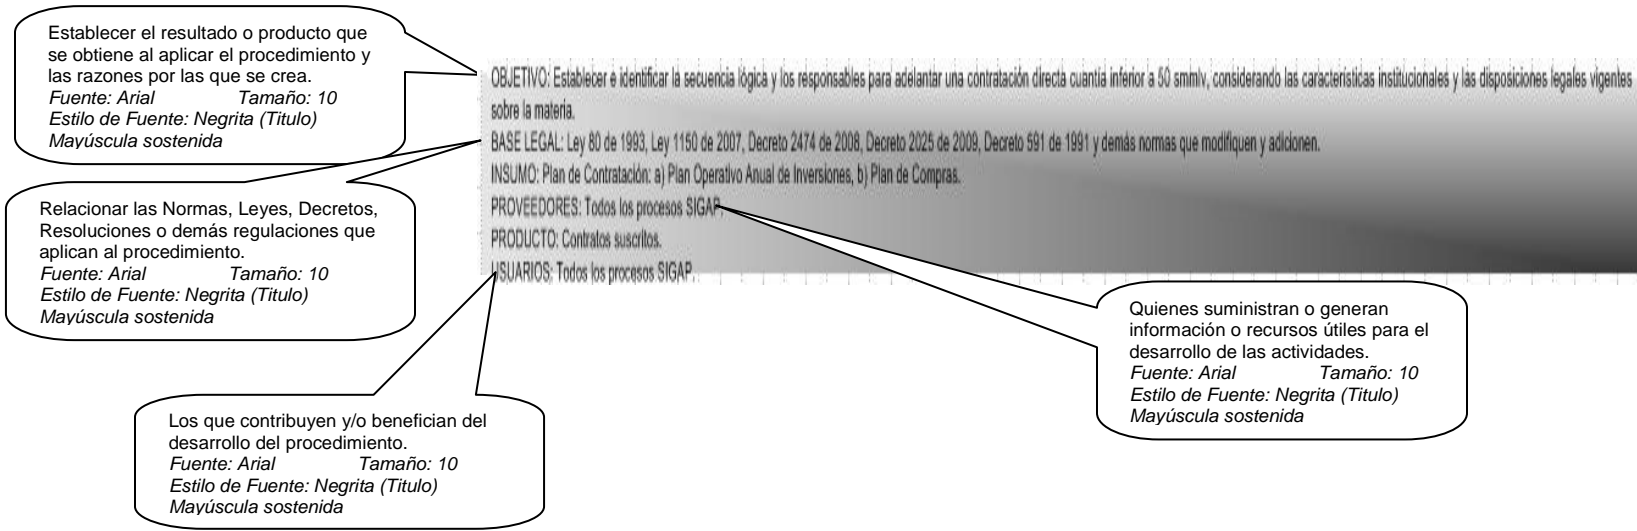 Establecer el resultado o producto que
se obtiene al aplicar el procedimiento y
las razones por las que se crea.
Fuente: Arial Tamaño: 10
Estilo de Fuente: Negrita (Titulo)
Mayúscula sostenida
OBJETIVO: Establecer e identificar la secuencia lógica y los responsables para adelantar una contratación directa cuantía inferior a 50 smmlv, considerando las características institucionales y las disposiciones legales vigentes
sobre la materia.
BASE LEGAL: Ley 80 de 1993, Ley 1150 de 2007, Decreto 2474 de 2008, Decreto 2025 de 2009, Decreto 591 de 1991 y demás normas que modifiquen y adicionen.
INSUMO: Plan de Contratación: a) Plan Operativo Anual de Inversiones, b) Plan de Compras.
PROVEEDORES: Todos los procesos SIGAP.
PRODUCTO: Contratos suscritos.
USUARIOS: Todos los procesos SIGAP.
Relacionar las Normas, Leyes, Decretos,
Resoluciones o demás regulaciones que
aplican al procedimiento.
Fuente: Arial Tamaño: 10
Estilo de Fuente: Negrita (Titulo)
Mayúscula sostenida
Quienes suministran o generan
información o recursos útiles para el
desarrollo de las actividades.
Fuente: Arial Tamaño: 10
Estilo de Fuente: Negrita (Titulo)
Mayúscula sostenida
Los que contribuyen y/o benefician del
desarrollo del procedimiento.
Fuente: Arial Tamaño: 10
Estilo de Fuente: Negrita (Titulo)
Mayúscula sostenida